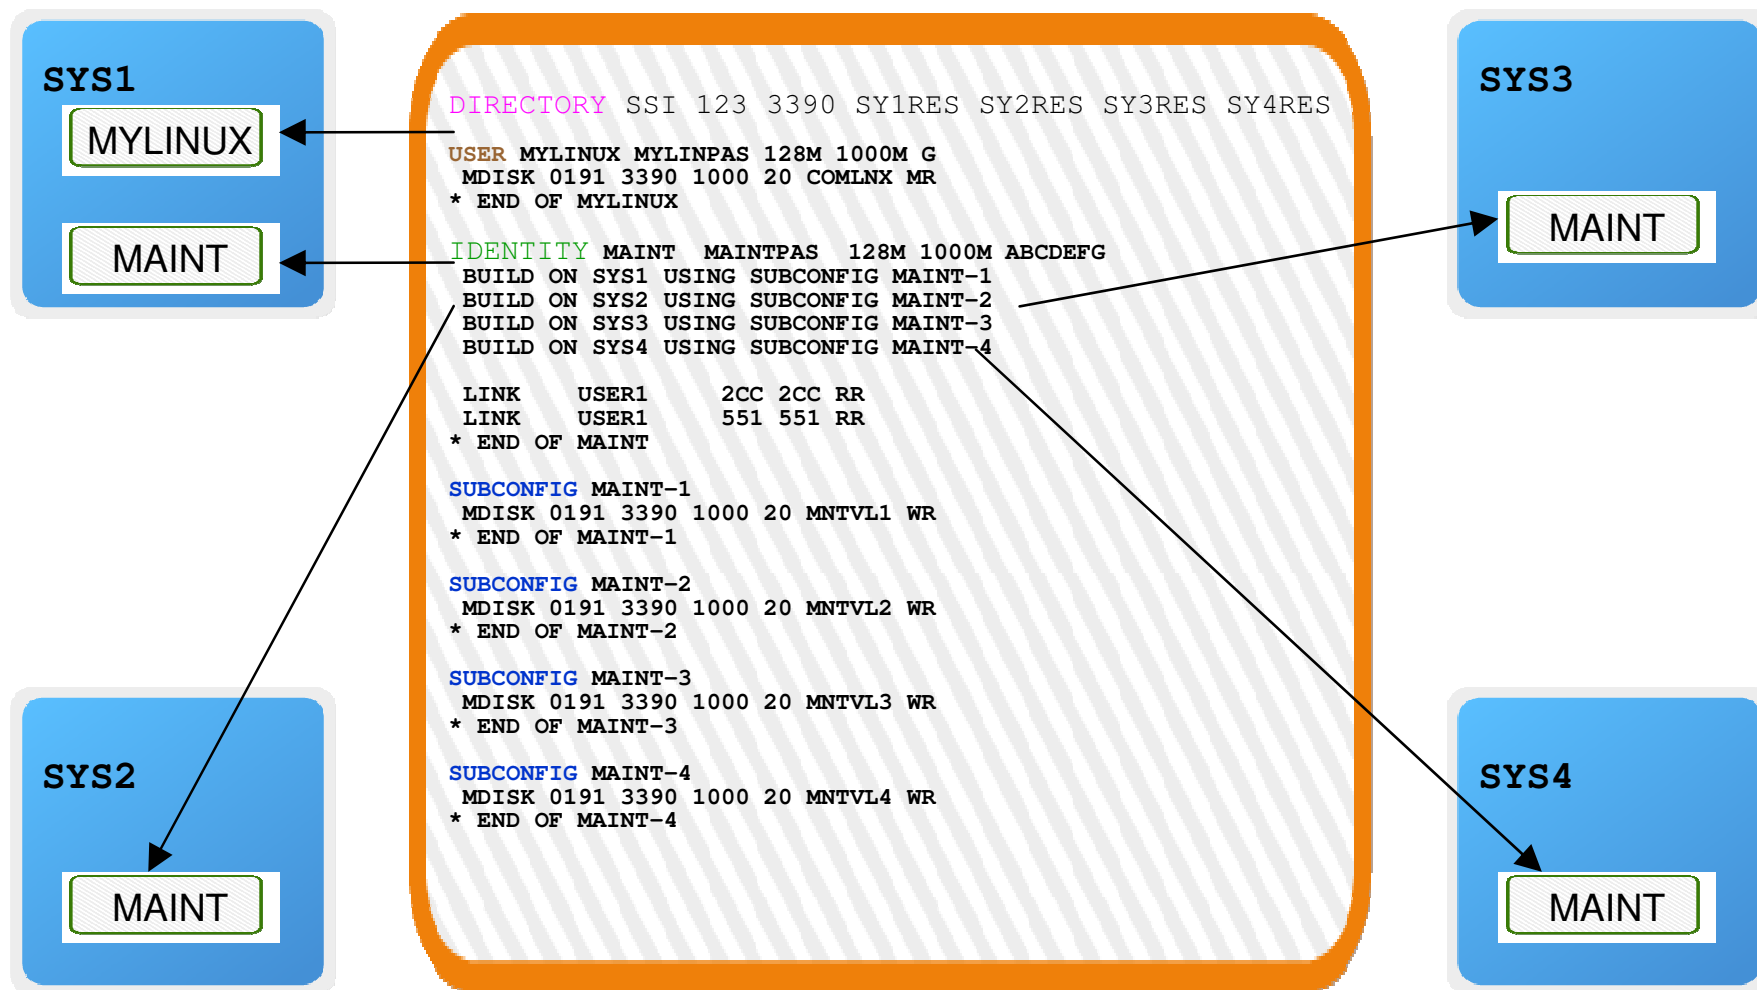 SYS1
MYLINUX
MAINT
DIRECTORY SSI 123 3390 SY1RES SY2RES SY3RES SY4RES
USER MYLINUX MYLINPAS 128M 1000M G
MDISK 0191 3390 1000 20 COMLNX MR
* END OF MYLINUX
IDENTITY MAINT MAINTPAS 128M 1000M ABCDEFG
BUILD ON SYS1 USING SUBCONFIG MAINT-1
BUILD ON SYS2 USING SUBCONFIG MAINT-2
BUILD ON SYS3 USING SUBCONFIG MAINT-3
BUILD ON SYS4 USING SUBCONFIG MAINT-4
LINK USER1 2CC 2CC RR
LINK USER1 551 551 RR
* END OF MAINT
SUBCONFIG MAINT-1
MDISK 0191 3390 1000 20 MNTVL1 WR
* END OF MAINT-1
SUBCONFIG MAINT-2
MDISK 0191 3390 1000 20 MNTVL2 WR
* END OF MAINT-2
SUBCONFIG MAINT-3
MDISK 0191 3390 1000 20 MNTVL3 WR
* END OF MAINT-3
SUBCONFIG MAINT-4
MDISK 0191 3390 1000 20 MNTVL4 WR
* END OF MAINT-4
SYS3
MAINT
SYS2
MAINT
SYS4
MAINT